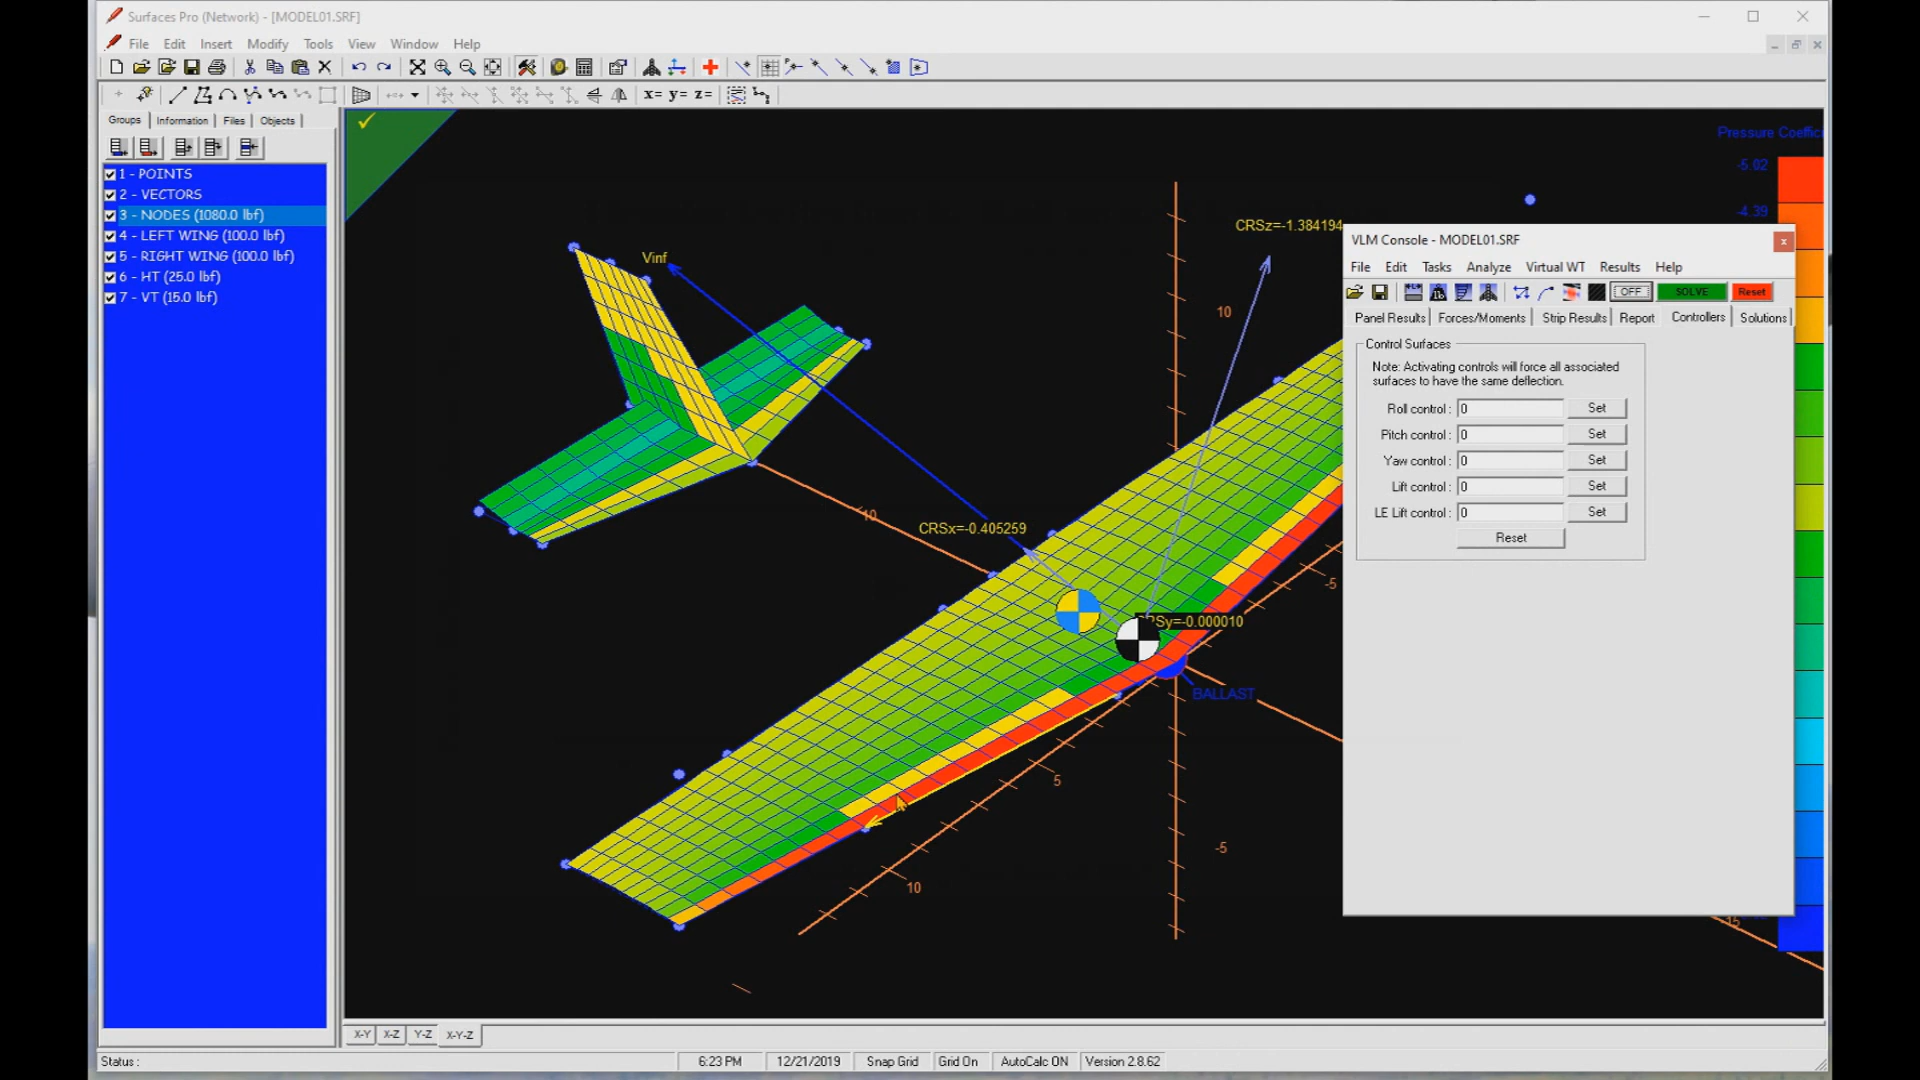 Surfaces Pro (Network) - [MODEL01.SRF]
File Edit Insert Modify Tools View Window Help
x= y= z=
Groups Information Files Objects
1 - POINTS
2 - VECTORS
3 - NODES (1080.0 lbf)
4 - LEFT WING (100.0 lbf)
5 - RIGHT WING (100.0 lbf)
6 - HT (25.0 lbf)
7 - VT (15.0 lbf)
Pressure Coeffic
-5.02
-4.39
CRSz=-1.384194
Vinf
10
10
CRSx=-0.405259
-5
CRSy=-0.000010
BALLAST
5
-5
10
15
VLM Console - MODEL01.SRF
File Edit Tasks Analyze Virtual WT Results Help
OFF SOLVE Reset
Panel Results Forces/Moments Strip Results Report Controllers Solutions
Control Surfaces
Note: Activating controls will force all associated
surfaces to have the same deflection.
Roll control : 0 Set
Pitch control : 0 Set
Yaw control : 0 Set
Lift control : 0 Set
LE Lift control : 0 Set
Reset
X-Y X-Z Y-Z X-Y-Z
Status : 6:23 PM 12/21/2019 Snap Grid Grid On AutoCalc ON Version 2.8.62